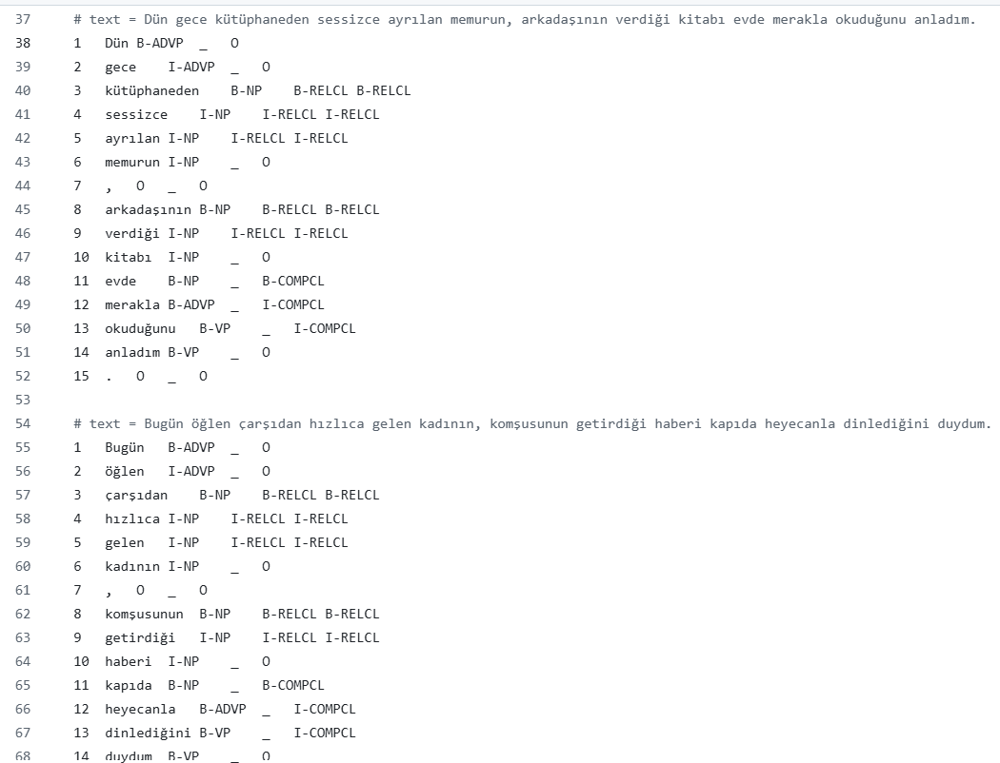 37 # text = Dün gece kütüphaneden sessizce ayrılan memurun, arkadaşının verdiği kitabı evde merakla okuduğunu anladım.
38 1 Dün B-ADVP _ O
39 2 gece I-ADVP _ O
40 3 kütüphaneden B-NP B-RELCL B-RELCL
41 4 sessizce I-NP I-RELCL I-RELCL
42 5 ayrılan I-NP I-RELCL I-RELCL
43 6 memurun I-NP _ O
44 7 , O _ O
45 8 arkadaşının B-NP B-RELCL B-RELCL
46 9 verdiği I-NP I-RELCL I-RELCL
47 10 kitabı I-NP _ O
48 11 evde B-NP _ B-COMPCL
49 12 merakla B-ADVP _ I-COMPCL
50 13 okuduğunu B-VP _ I-COMPCL
51 14 anladım B-VP _ O
52 15 . O _ O
53
54 # text = Bugün öğlen çarşıdan hızlıca gelen kadının, komşusunun getirdiği haberi kapıda heyecanla dinlediğini duydum.
55 1 Bugün B-ADVP _ O
56 2 öğlen I-ADVP _ O
57 3 çarşıdan B-NP B-RELCL B-RELCL
58 4 hızlıca I-NP I-RELCL I-RELCL
59 5 gelen I-NP I-RELCL I-RELCL
60 6 kadının I-NP _ O
61 7 , O _ O
62 8 komşusunun B-NP B-RELCL B-RELCL
63 9 getirdiği I-NP I-RELCL I-RELCL
64 10 haberi I-NP _ O
65 11 kapıda B-NP _ B-COMPCL
66 12 heyecanla B-ADVP _ I-COMPCL
67 13 dinlediğini B-VP _ I-COMPCL
68 14 duydum B-VP _ O